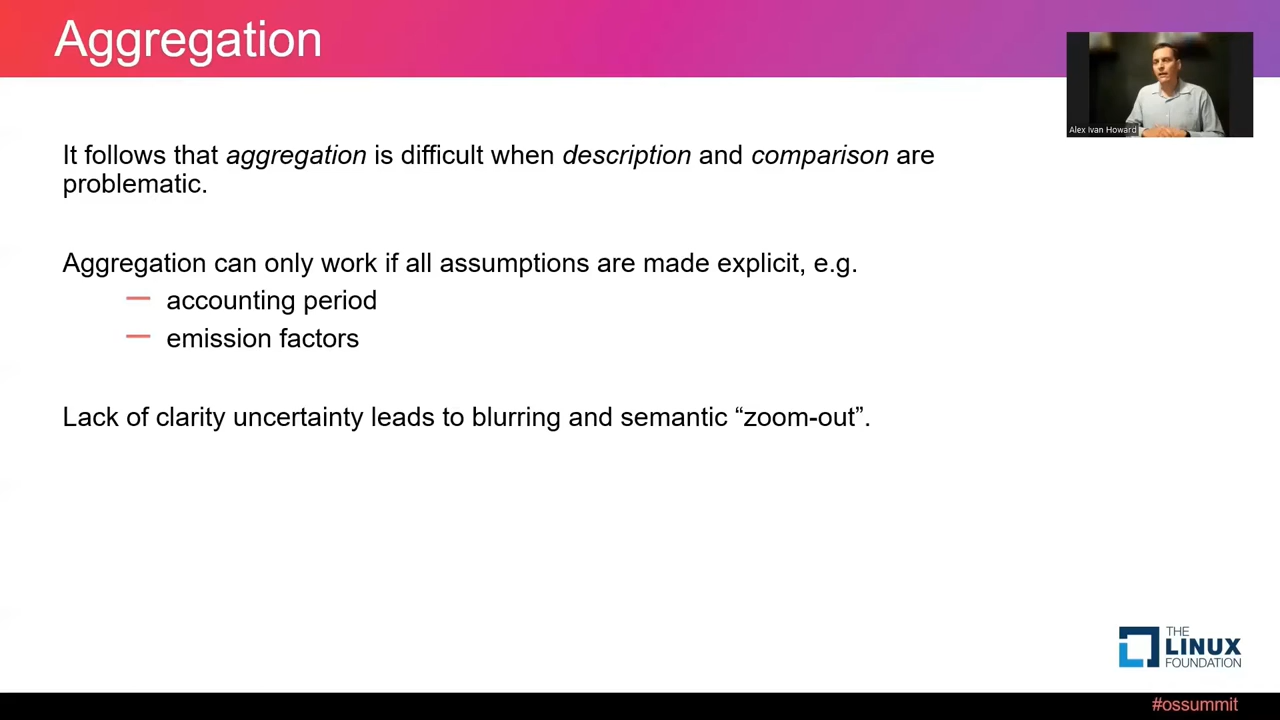 Aggregation
Alex Ivan Howard
It follows that aggregation is difficult when description and comparison are
problematic.
Aggregation can only work if all assumptions are made explicit, e.g.
— accounting period
— emission factors
Lack of clarity uncertainty leads to blurring and semantic “zoom-out”.
THE
LINUX
FOUNDATION
#ossummit